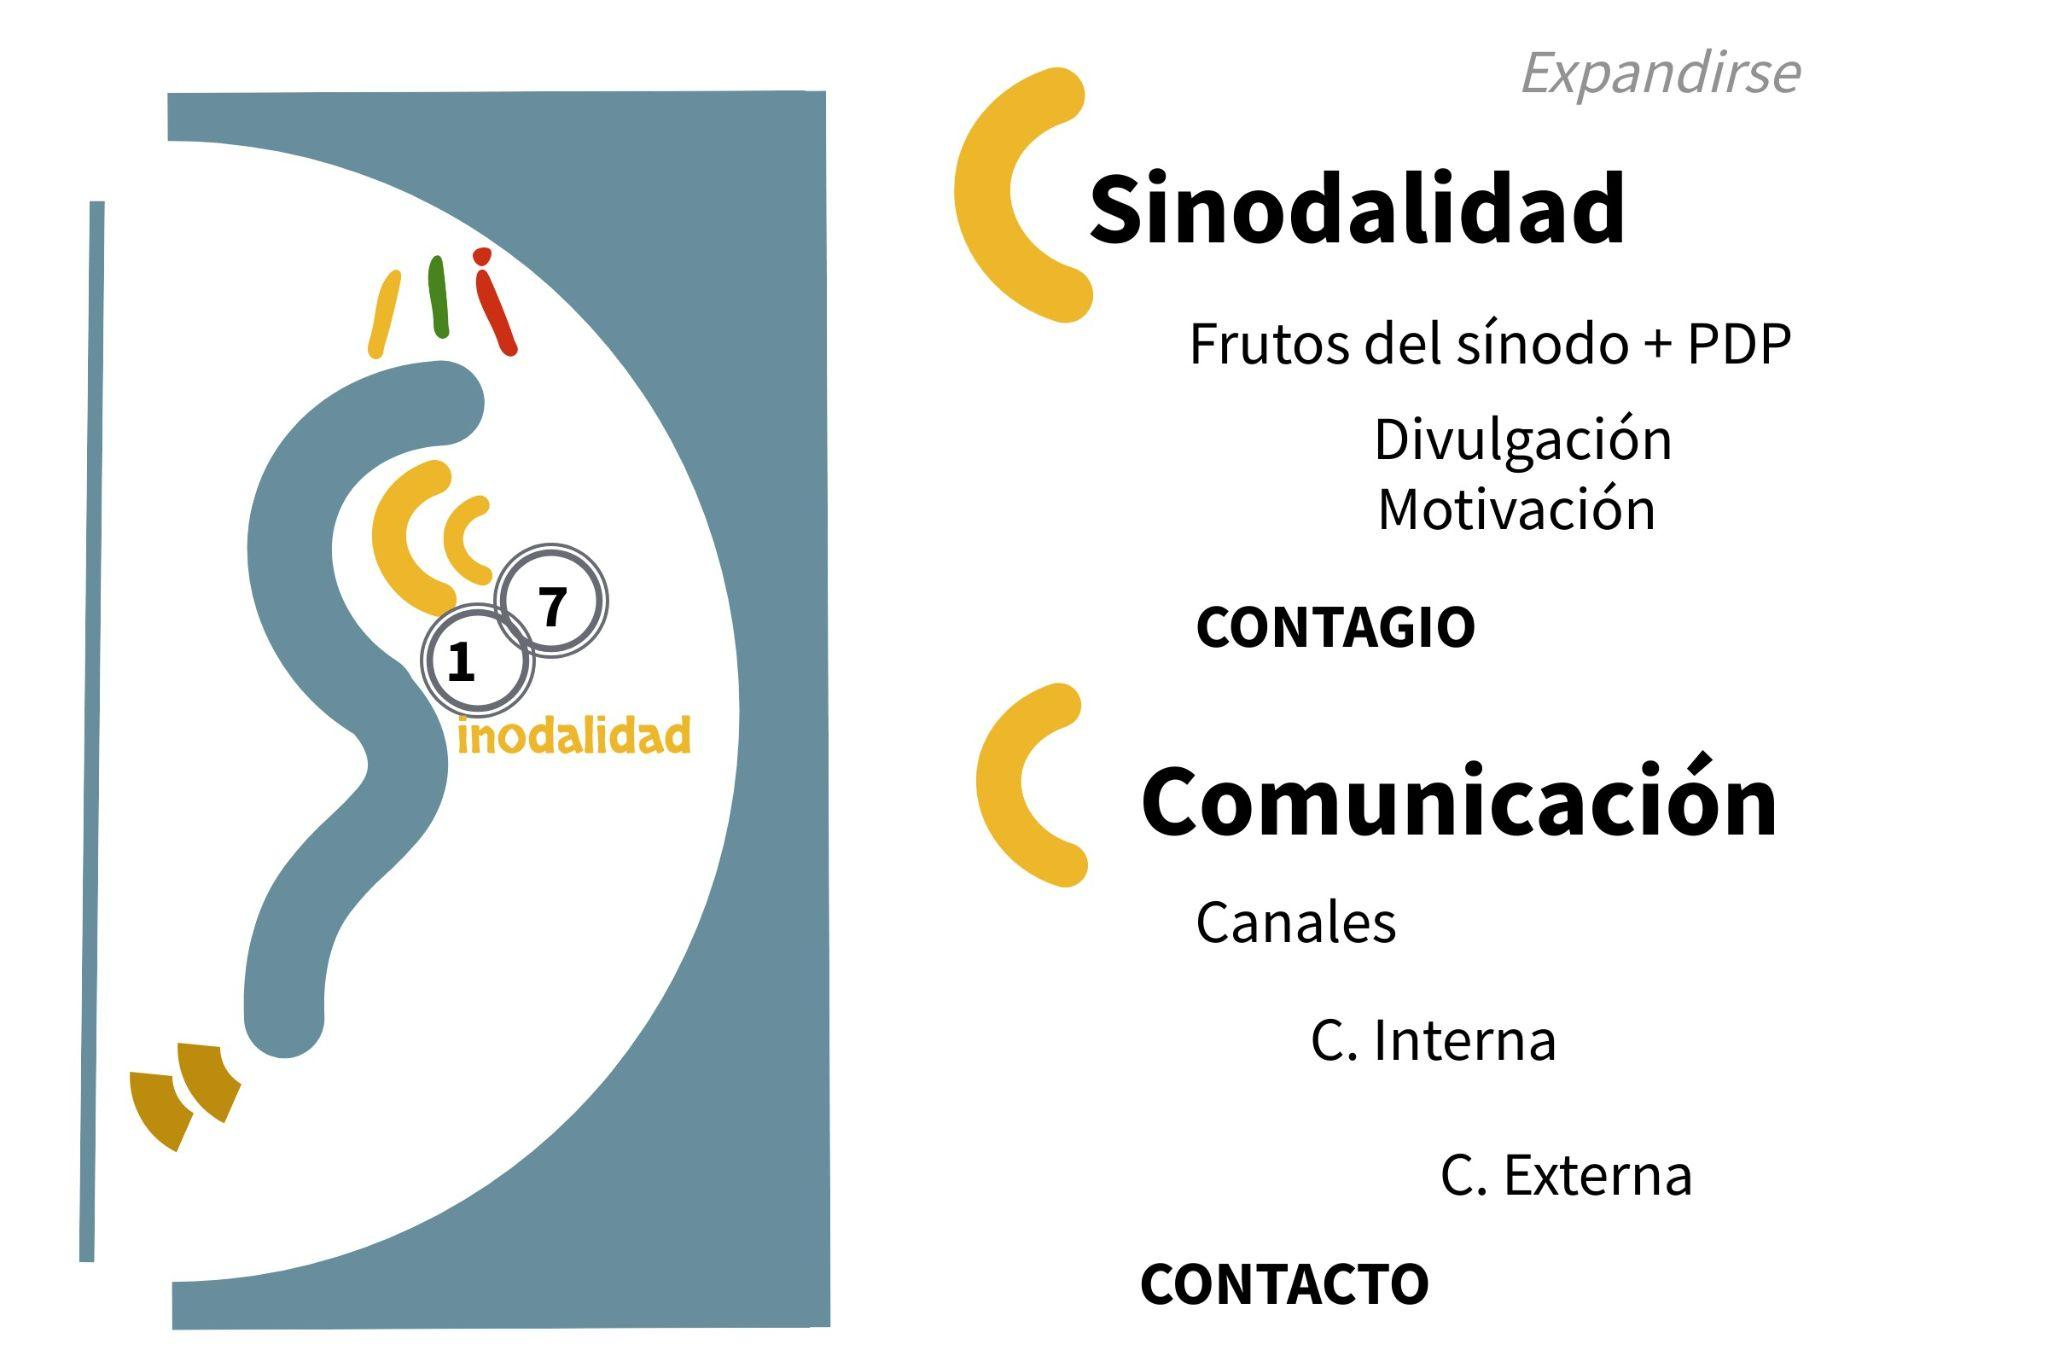 7
1
inodalidad
Expandirse
Sinodalidad
Frutos del sínodo + PDP
Divulgación
Motivación
CONTAGIO
Comunicación
Canales
C. Interna
C. Externa
CONTACTO